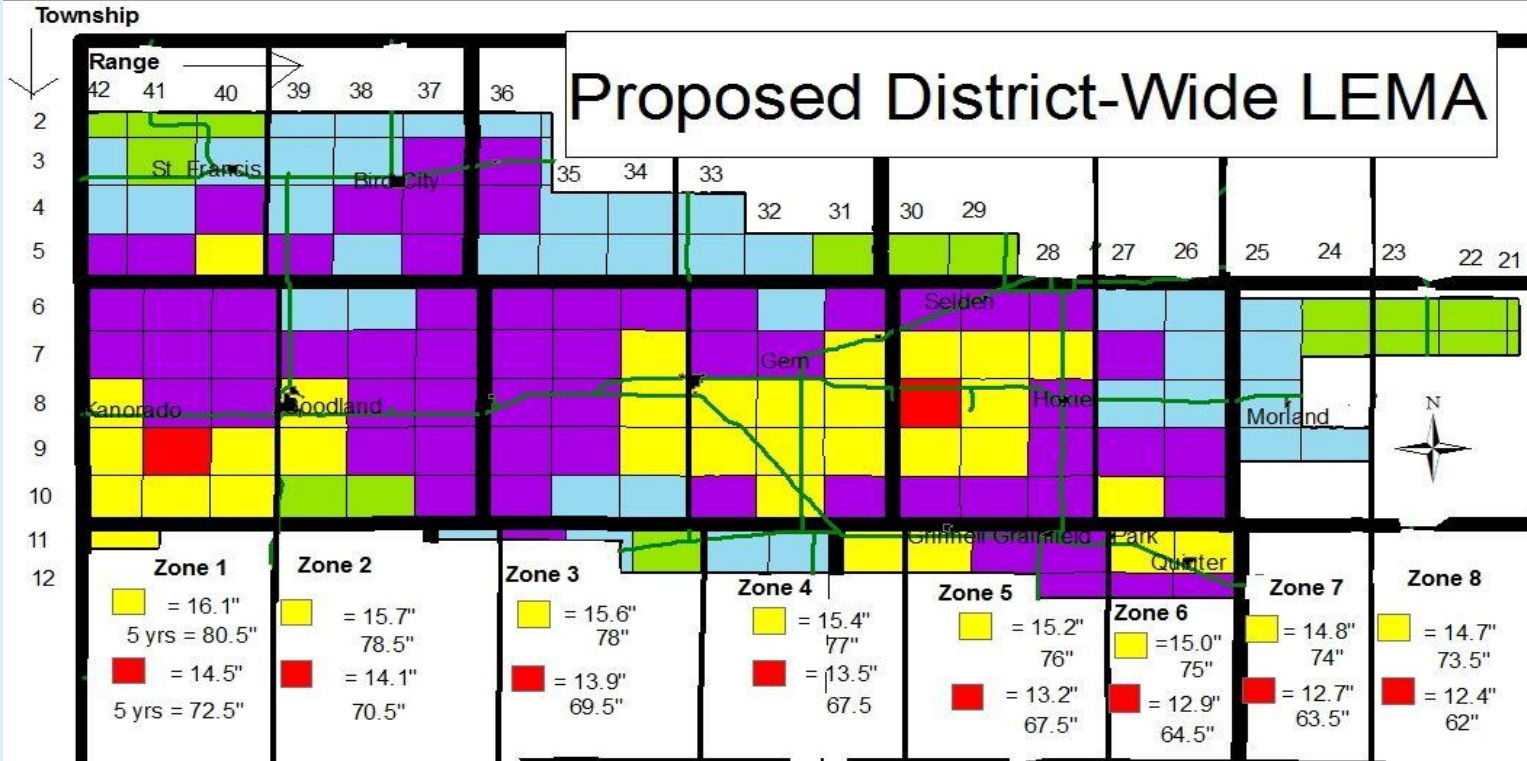 Township
Range
Proposed District-Wide LEMA
42 41 40 39 38 37 36
35 34 33
32 31 30 29
28 27 26 25 24 23 22 21
2
3
4
5
6
7
8
9
10
11
12
St. Francis
Bird City
Selden
Gem
Kanorado
Goodland
Hoxie
Morland
N
Grinnell Grainfield Park
Quinter
Zone 1
= 16.1"
5 yrs = 80.5"
= 14.5"
5 yrs = 72.5"
Zone 2
= 15.7"
78.5"
= 14.1"
70.5"
Zone 3
= 15.6"
78"
= 13.9"
69.5"
Zone 4
= 15.4"
77"
= 13.5"
67.5
Zone 5
= 15.2"
76"
= 13.2"
67.5"
Zone 6
=15.0"
75"
= 12.9"
64.5"
Zone 7
= 14.8"
74"
= 12.7"
63.5"
Zone 8
= 14.7"
73.5"
= 12.4"
62"